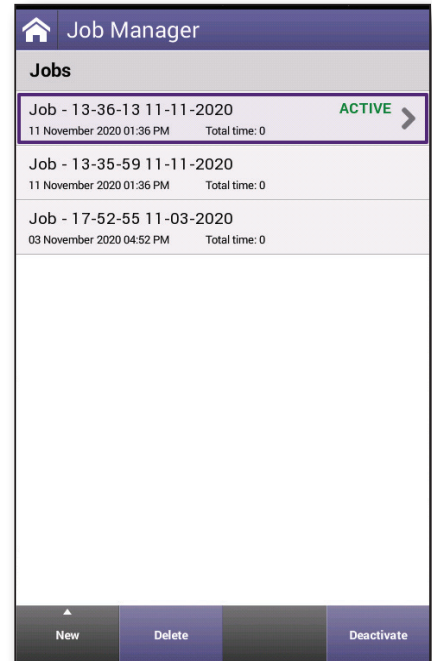 Job Manager
Jobs
Job - 13-36-13 11-11-2020 ACTIVE
11 November 2020 01:36 PM Total time: 0
Job - 13-35-59 11-11-2020
11 November 2020 01:36 PM Total time: 0
Job - 17-52-55 11-03-2020
03 November 2020 04:52 PM Total time: 0
New Delete Deactivate